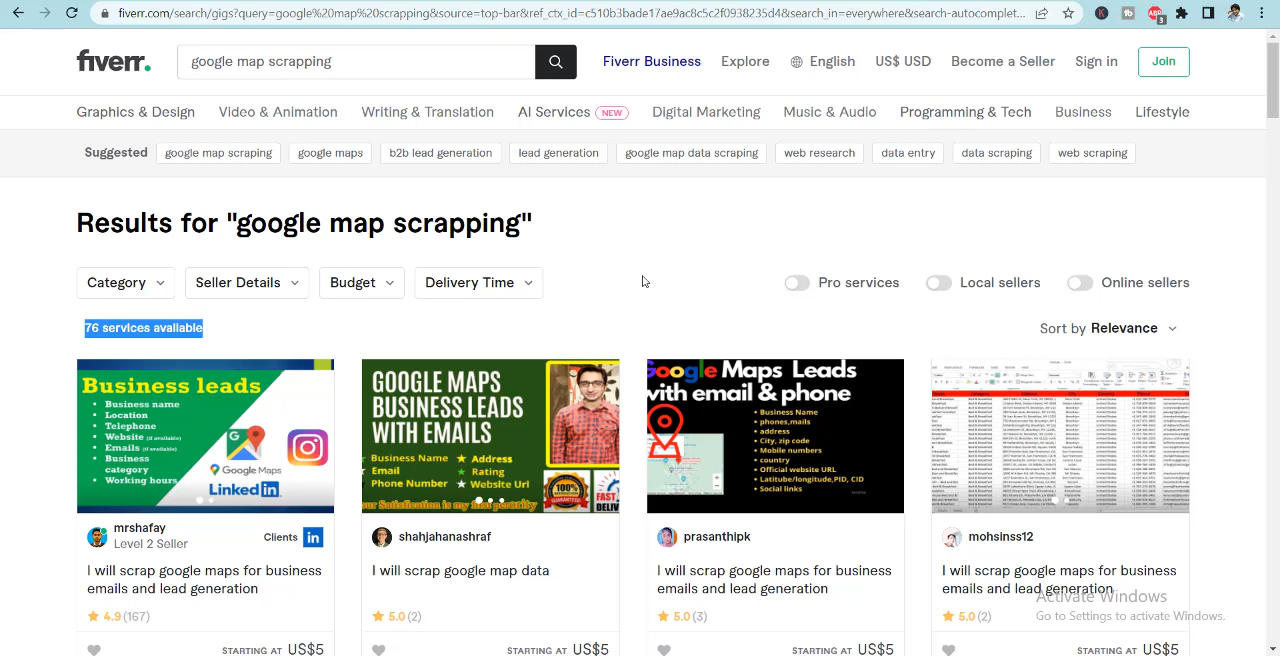 fiverr.com/search/gigs?query=google%20map%20scrapping&source=top-bar&ref_ctx_id=c510b3bade17ae9ac8c5c2f0938235d4&search_in=everywhere&search-autocomplet...
fiverr.
google map scrapping
Fiverr Business
Explore
English
US$ USD
Become a Seller
Sign in
Join
Graphics & Design
Video & Animation
Writing & Translation
AI Services NEW
Digital Marketing
Music & Audio
Programming & Tech
Business
Lifestyle
Suggested
google map scraping
google maps
b2b lead generation
lead generation
google map data scraping
web research
data entry
data scraping
web scraping
Results for "google map scrapping"
Category
Seller Details
Budget
Delivery Time
Pro services
Local sellers
Online sellers
76 services available
Sort by Relevance
Business leads
Business name
Location
Telephone
Website (if available)
Emails (if available)
Business
category
Working hours
Google Maps
LinkedIn
mrshafay
Level 2 Seller
Clients
I will scrap google maps for business
emails and lead generation
4.9 (167)
STARTING AT US$5
GOOGLE MAPS
BUSINESS LEADS
WITH EMAILS
Business Name
Address
Email
Rating
Phone Number
Website Url
our Satisfaction is my first perority
100%
FAST
DELIV
shahjahanashraf
I will scrap google map data
5.0 (2)
STARTING AT US$5
Google Maps Leads
with email & phone
Business Name
phones,mails
address
City, zip code
Mobile numbers
country
Official website URL
Latitube/longitude,PID, CID
Social links
prasanthipk
I will scrap google maps for business
emails and lead generation
5.0 (3)
STARTING AT US$5
mohsinss12
I will scrap google maps for business
emails and lead generation
5.0 (2)
STARTING AT US$5
Activate Windows
Go to Settings to activate Windows.